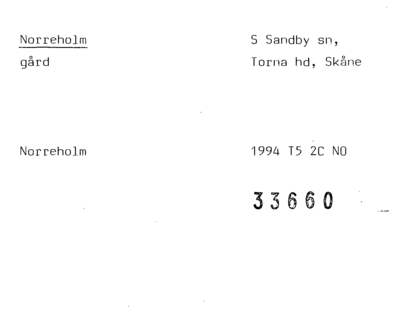 Norreholm
gård
S Sandby sn,
Torna hd, Skåne
Norreholm
1994 T5 2C NO
33660